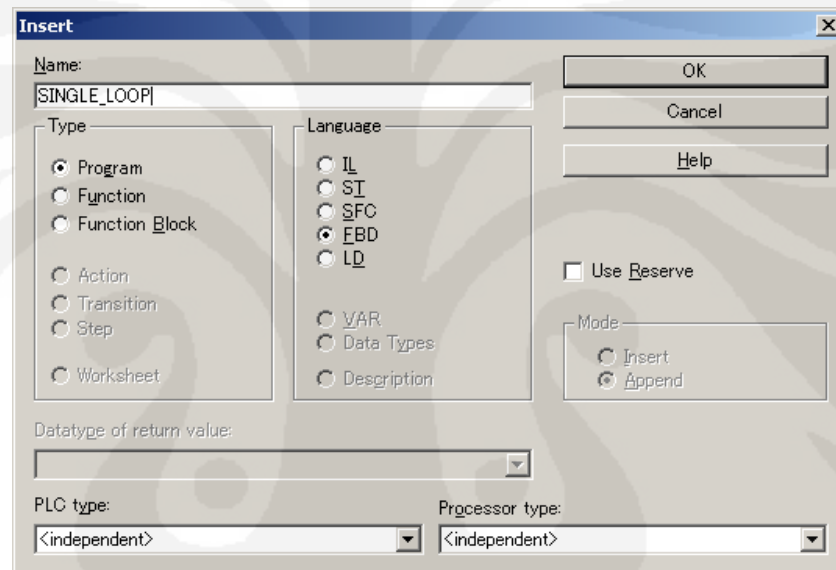 Insert
Name:
SINGLE_LOOP
Type
Program
Function
Function Block
Action
Transition
Step
Worksheet
Language
IL
ST
SFC
FBD
LD
VAR
Data Types
Description
OK
Cancel
Help
Use Reserve
Mode
Insert
Append
Datatype of return value:
PLC type:
<independent>
Processor type:
<independent>